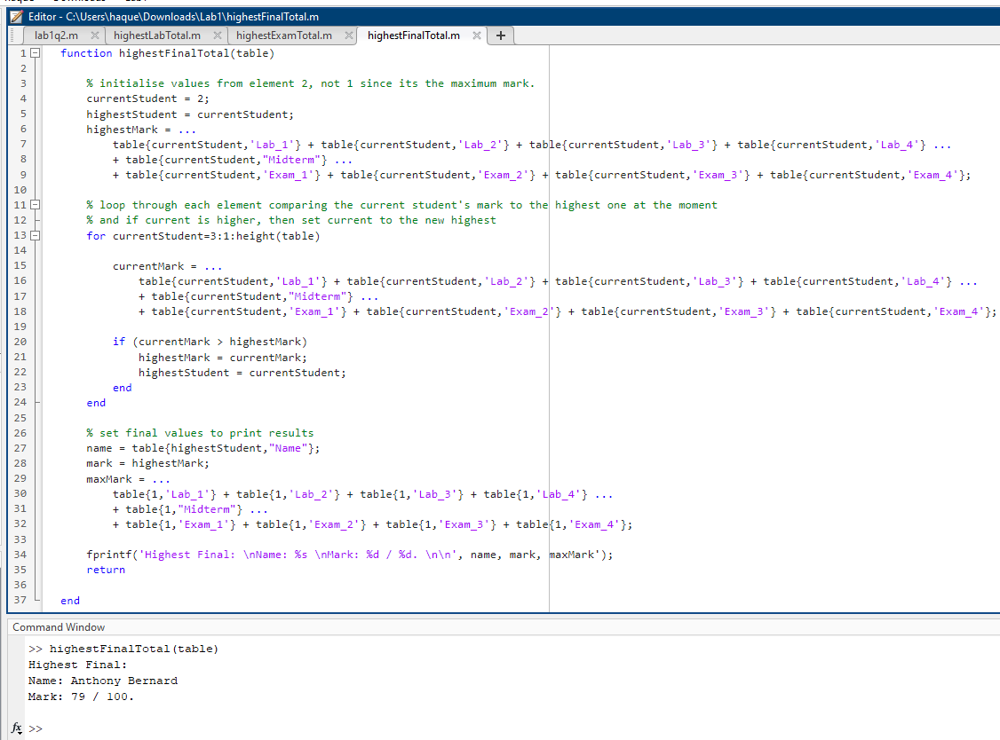 Editor - C:\Users\haque\Downloads\Lab1\highestFinalTotal.m
lab1q2.m × highestLabTotal.m × highestExamTotal.m × highestFinalTotal.m × +
1 function highestFinalTotal(table)
2
3 % initialise values from element 2, not 1 since its the maximum mark.
4 currentStudent = 2;
5 highestStudent = currentStudent;
6 highestMark = ...
7 table{currentStudent,'Lab_1'} + table{currentStudent,'Lab_2'} + table{currentStudent,'Lab_3'} + table{currentStudent,'Lab_4'} ...
8 + table{currentStudent,"Midterm"} ...
9 + table{currentStudent,'Exam_1'} + table{currentStudent,'Exam_2'} + table{currentStudent,'Exam_3'} + table{currentStudent,'Exam_4'};
10
11 % loop through each element comparing the current student's mark to the highest one at the moment
12 % and if current is higher, then set current to the new highest
13 for currentStudent=3:1:height(table)
14
15 currentMark = ...
16 table{currentStudent,'Lab_1'} + table{currentStudent,'Lab_2'} + table{currentStudent,'Lab_3'} + table{currentStudent,'Lab_4'} ...
17 + table{currentStudent,"Midterm"} ...
18 + table{currentStudent,'Exam_1'} + table{currentStudent,'Exam_2'} + table{currentStudent,'Exam_3'} + table{currentStudent,'Exam_4'};
19
20 if (currentMark > highestMark)
21 highestMark = currentMark;
22 highestStudent = currentStudent;
23 end
24 end
25
26 % set final values to print results
27 name = table{highestStudent,"Name"};
28 mark = highestMark;
29 maxMark = ...
30 table{1,'Lab_1'} + table{1,'Lab_2'} + table{1,'Lab_3'} + table{1,'Lab_4'} ...
31 + table{1,"Midterm"} ...
32 + table{1,'Exam_1'} + table{1,'Exam_2'} + table{1,'Exam_3'} + table{1,'Exam_4'};
33
34 fprintf('Highest Final: \nName: %s \nMark: %d / %d. \n\n', name, mark, maxMark');
35 return
36
37 end
Command Window
>> highestFinalTotal(table)
Highest Final:
Name: Anthony Bernard
Mark: 79 / 100.
fx >>